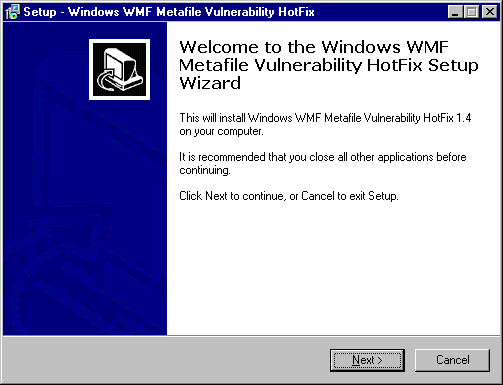 Setup - Windows WMF Metafile Vulnerability HotFix
Welcome to the Windows WMF
Metafile Vulnerability HotFix Setup
Wizard
This will install Windows WMF Metafile Vulnerability HotFix 1.4
on your computer.
It is recommended that you close all other applications before
continuing.
Click Next to continue, or Cancel to exit Setup.
Next > Cancel